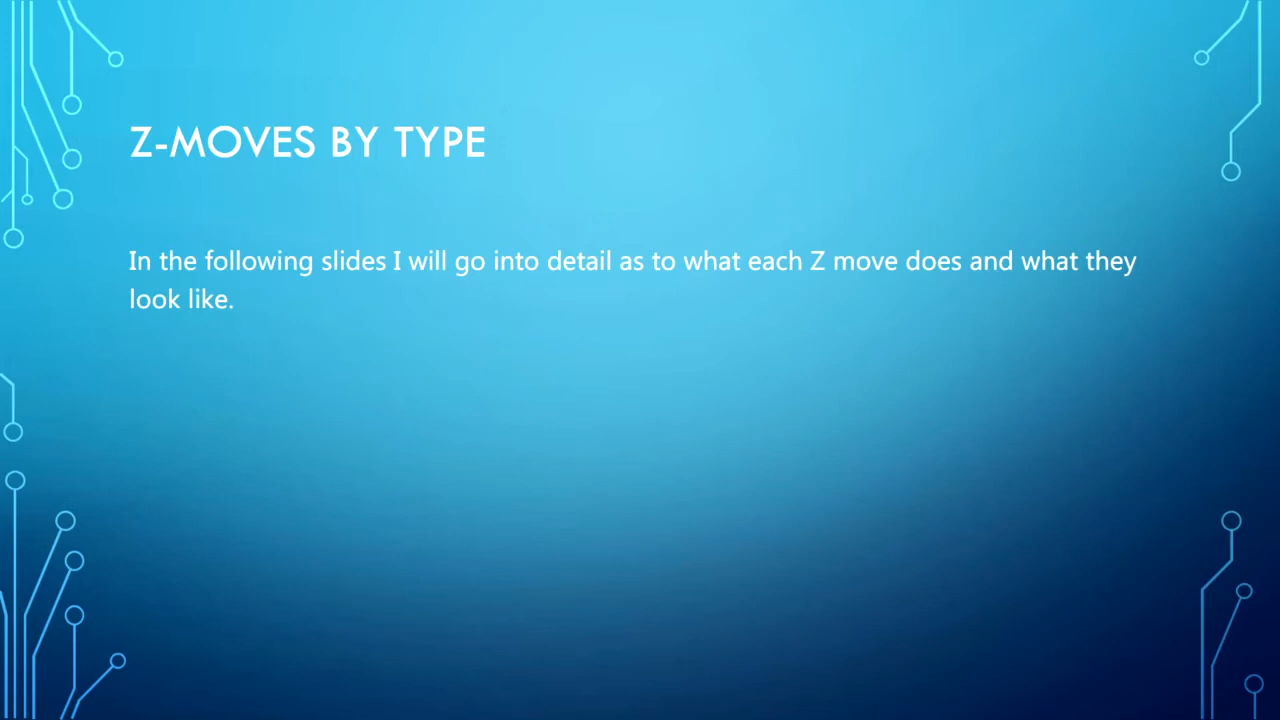 Z-MOVES BY TYPE
In the following slides I will go into detail as to what each Z move does and what they
look like.